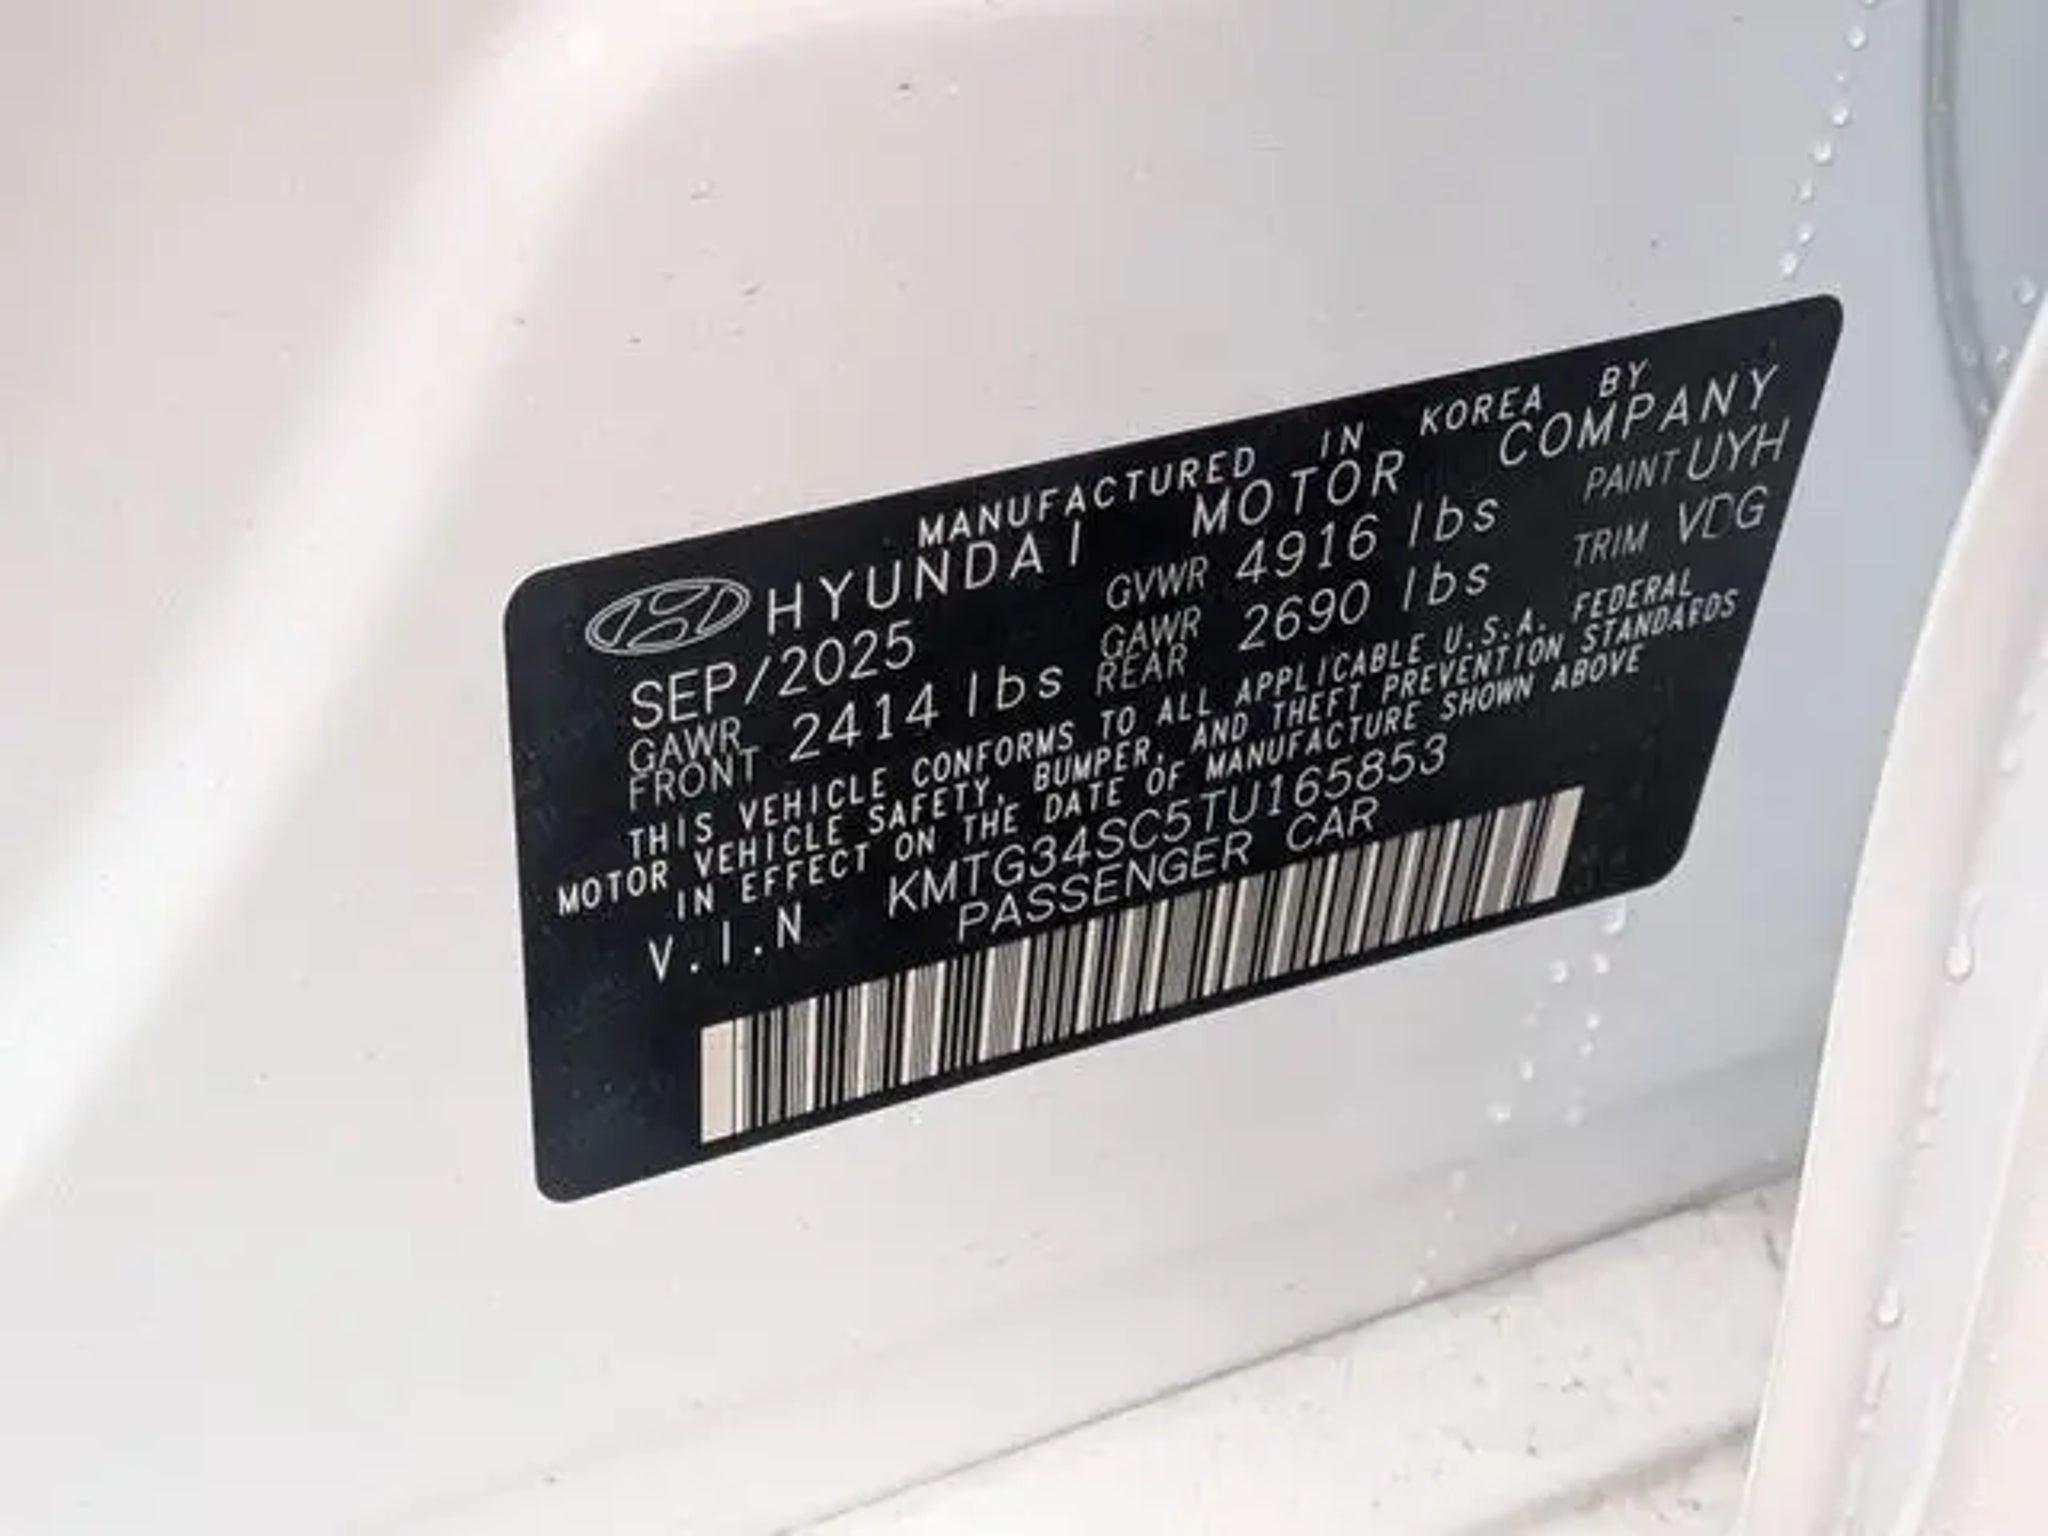 MANUFACTURED IN KOREA BY
HYUNDAI MOTOR COMPANY
SEP/2025 GVWR 4916 lbs PAINT UYH
GAWR FRONT 2414 lbs GAWR REAR 2690 lbs TRIM VDG
THIS VEHICLE CONFORMS TO ALL APPLICABLE U.S.A. FEDERAL
MOTOR VEHICLE SAFETY, BUMPER, AND THEFT PREVENTION STANDARDS
IN EFFECT ON THE DATE OF MANUFACTURE SHOWN ABOVE
V.I.N KMTG34SC5TU165853
PASSENGER CAR